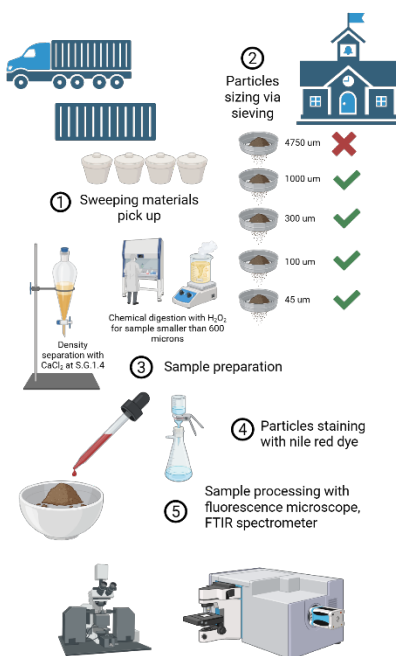 2
Particles
sizing via
sieving
4750 um
1000 um
300 um
100 um
45 um
1 Sweeping materials
pick up
Density
separation with
CaCl₂ at S.G.1.4
Chemical digestion with H₂O₂
for sample smaller than 600
microns
3 Sample preparation
4 Particles staining
with nile red dye
5 Sample processing with
fluorescence microscope,
FTIR spectrometer